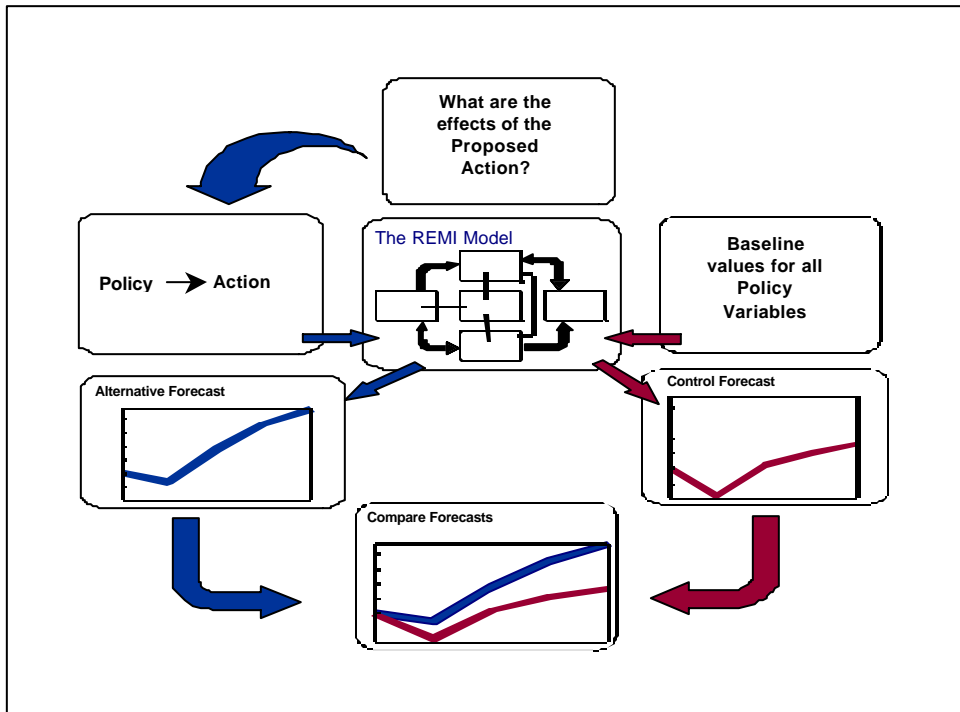 What are the
effects of the
Proposed
Action?
Policy Action
The REMI Model
Baseline
values for all
Policy
Variables
Alternative Forecast
Control Forecast
Compare Forecasts